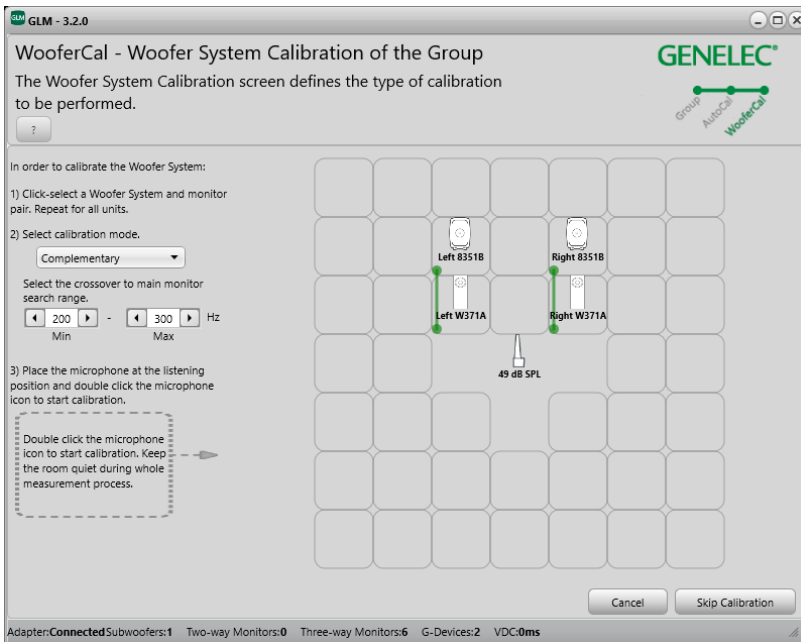 GLM GLM - 3.2.0
WooferCal - Woofer System Calibration of the Group
The Woofer System Calibration screen defines the type of calibration
to be performed.
?
GENELEC®
Group
AutoCal
WooferCal
In order to calibrate the Woofer System:
1) Click-select a Woofer System and monitor
pair. Repeat for all units.
2) Select calibration mode.
Complementary
Select the crossover to main monitor
search range.
200 - 300 Hz
Min Max
3) Place the microphone at the listening
position and double click the microphone
icon to start calibration.
Double click the microphone
icon to start calibration. Keep
the room quiet during whole
measurement process.
Left 8351B Right 8351B
Left W371A Right W371A
49 dB SPL
Cancel Skip Calibration
Adapter:Connected Subwoofers:1 Two-way Monitors:0 Three-way Monitors:6 G-Devices:2 VDC:0ms